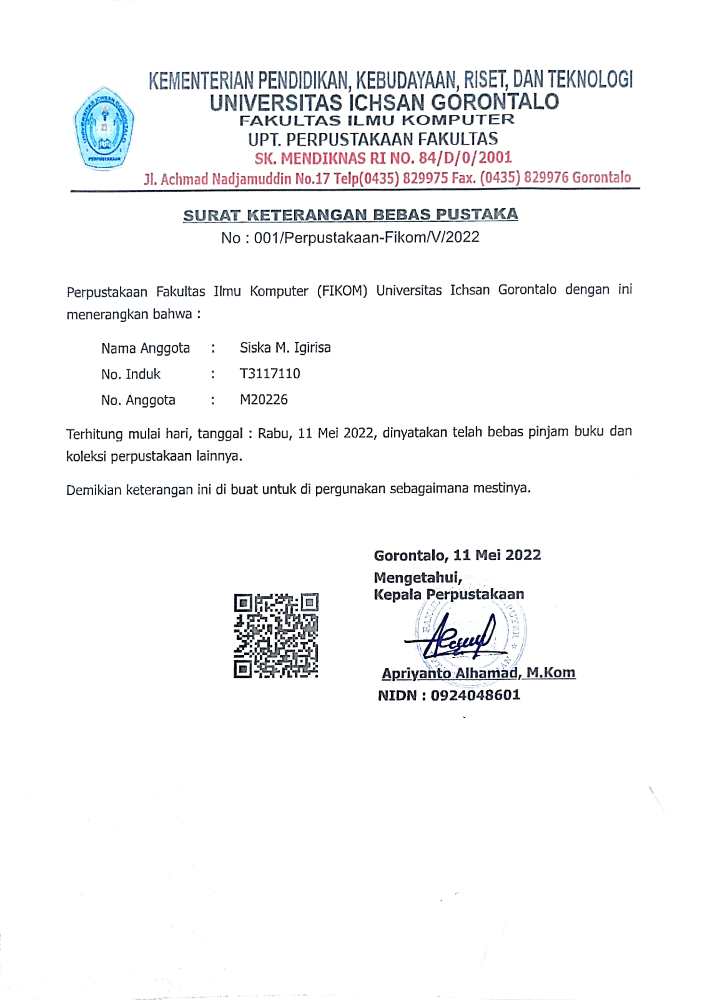 KEMENTERIAN PENDIDIKAN, KEBUDAYAAN, RISET, DAN TEKNOLOGI
UNIVERSITAS ICHSAN GORONTALO
FAKULTAS ILMU KOMPUTER
UPT. PERPUSTAKAAN FAKULTAS
SK. MENDIKNAS RI NO. 84/D/0/2001
Jl. Achmad Nadjamuddin No.17 Telp(0435) 829975 Fax. (0435) 829976 Gorontalo
UNIVERSITAS ICHSAN GORONTALO
PERPUSTAKAAN
SURAT KETERANGAN BEBAS PUSTAKA
No : 001/Perpustakaan-Fikom/V/2022
Perpustakaan Fakultas Ilmu Komputer (FIKOM) Universitas Ichsan Gorontalo dengan ini
menerangkan bahwa :
Nama Anggota : Siska M. Igirisa
No. Induk : T3117110
No. Anggota : M20226
Terhitung mulai hari, tanggal : Rabu, 11 Mei 2022, dinyatakan telah bebas pinjam buku dan
koleksi perpustakaan lainnya.
Demikian keterangan ini di buat untuk di pergunakan sebagaimana mestinya.
Gorontalo, 11 Mei 2022
Mengetahui,
Kepala Perpustakaan
Apriyanto Alhamad, M.Kom
NIDN : 0924048601